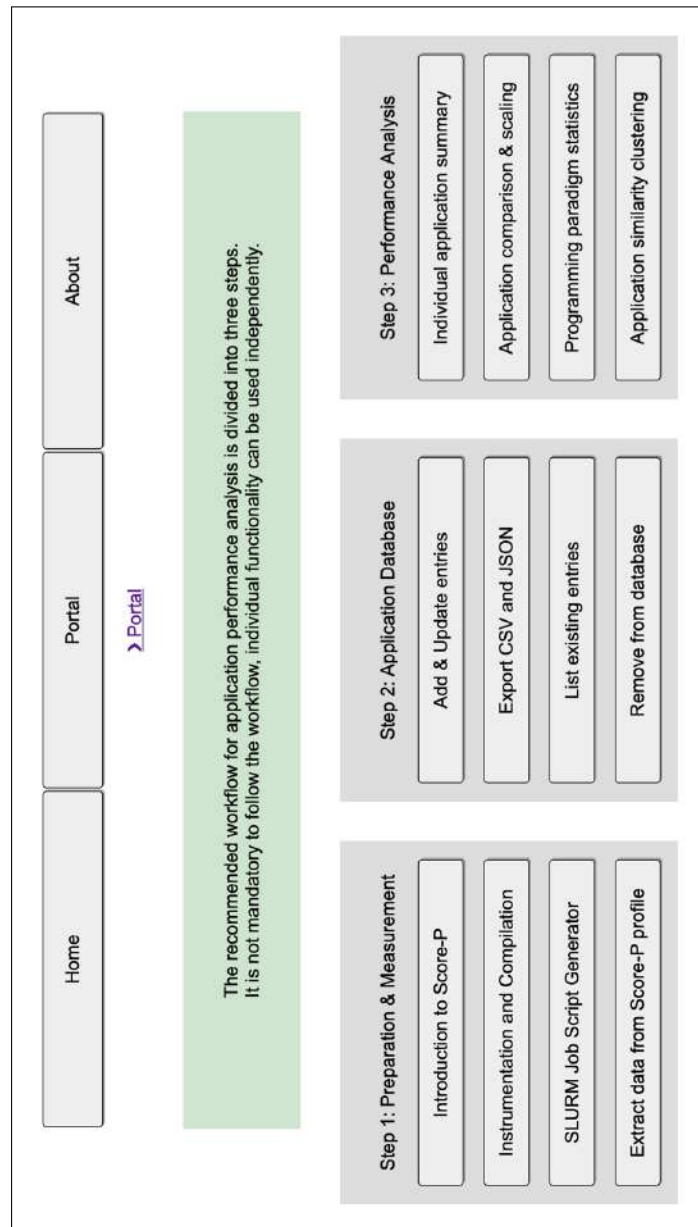 Home
Portal
About
❯ Portal
The recommended workflow for application performance analysis is divided into three steps.
It is not mandatory to follow the workflow, individual functionality can be used independently.
Step 1: Preparation & Measurement
Introduction to Score-P
Instrumentation and Compilation
SLURM Job Script Generator
Extract data from Score-P profile
Step 2: Application Database
Add & Update entries
Export CSV and JSON
List existing entries
Remove from database
Step 3: Performance Analysis
Individual application summary
Application comparison & scaling
Programming paradigm statistics
Application similarity clustering